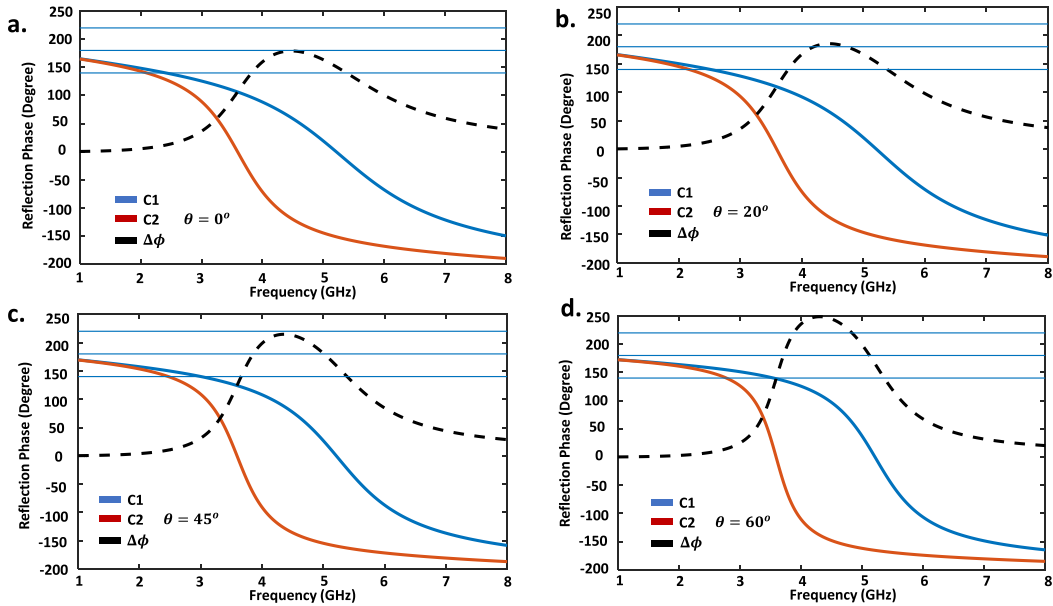 a.
250
200
150
100
50
0
-50
-100
-150
-200
Reflection Phase (Degree)
C1
C2 θ = 0°
Δϕ
1 2 3 4 5 6 7 8
Frequency (GHz)
b.
250
200
150
100
50
0
-50
-100
-150
-200
Reflection Phase (Degree)
C1
C2 θ = 20°
Δϕ
1 2 3 4 5 6 7 8
Frequency (GHz)
c.
250
200
150
100
50
0
-50
-100
-150
-200
Reflection Phase (Degree)
C1
C2 θ = 45°
Δϕ
1 2 3 4 5 6 7 8
Frequency (GHz)
d.
250
200
150
100
50
0
-50
-100
-150
-200
Reflection Phase (Degree)
C1
C2 θ = 60°
Δϕ
1 2 3 4 5 6 7 8
Frequency (GHz)